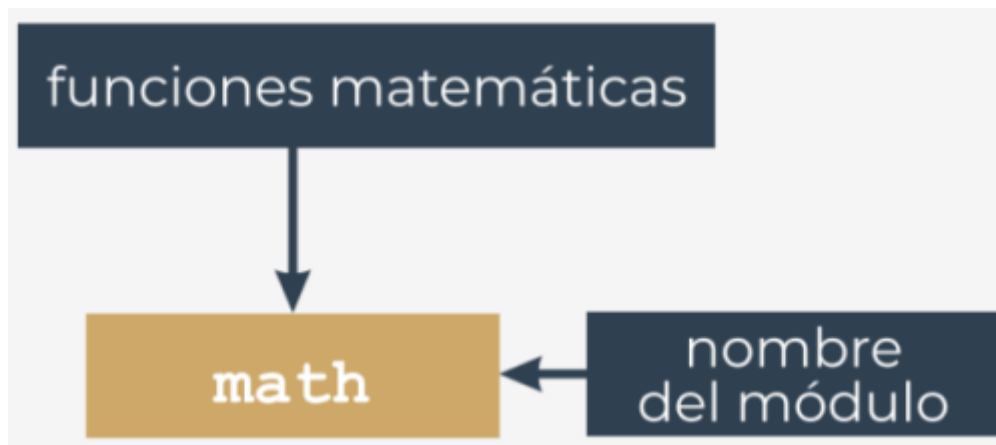 funciones matemáticas
math
nombre
del módulo